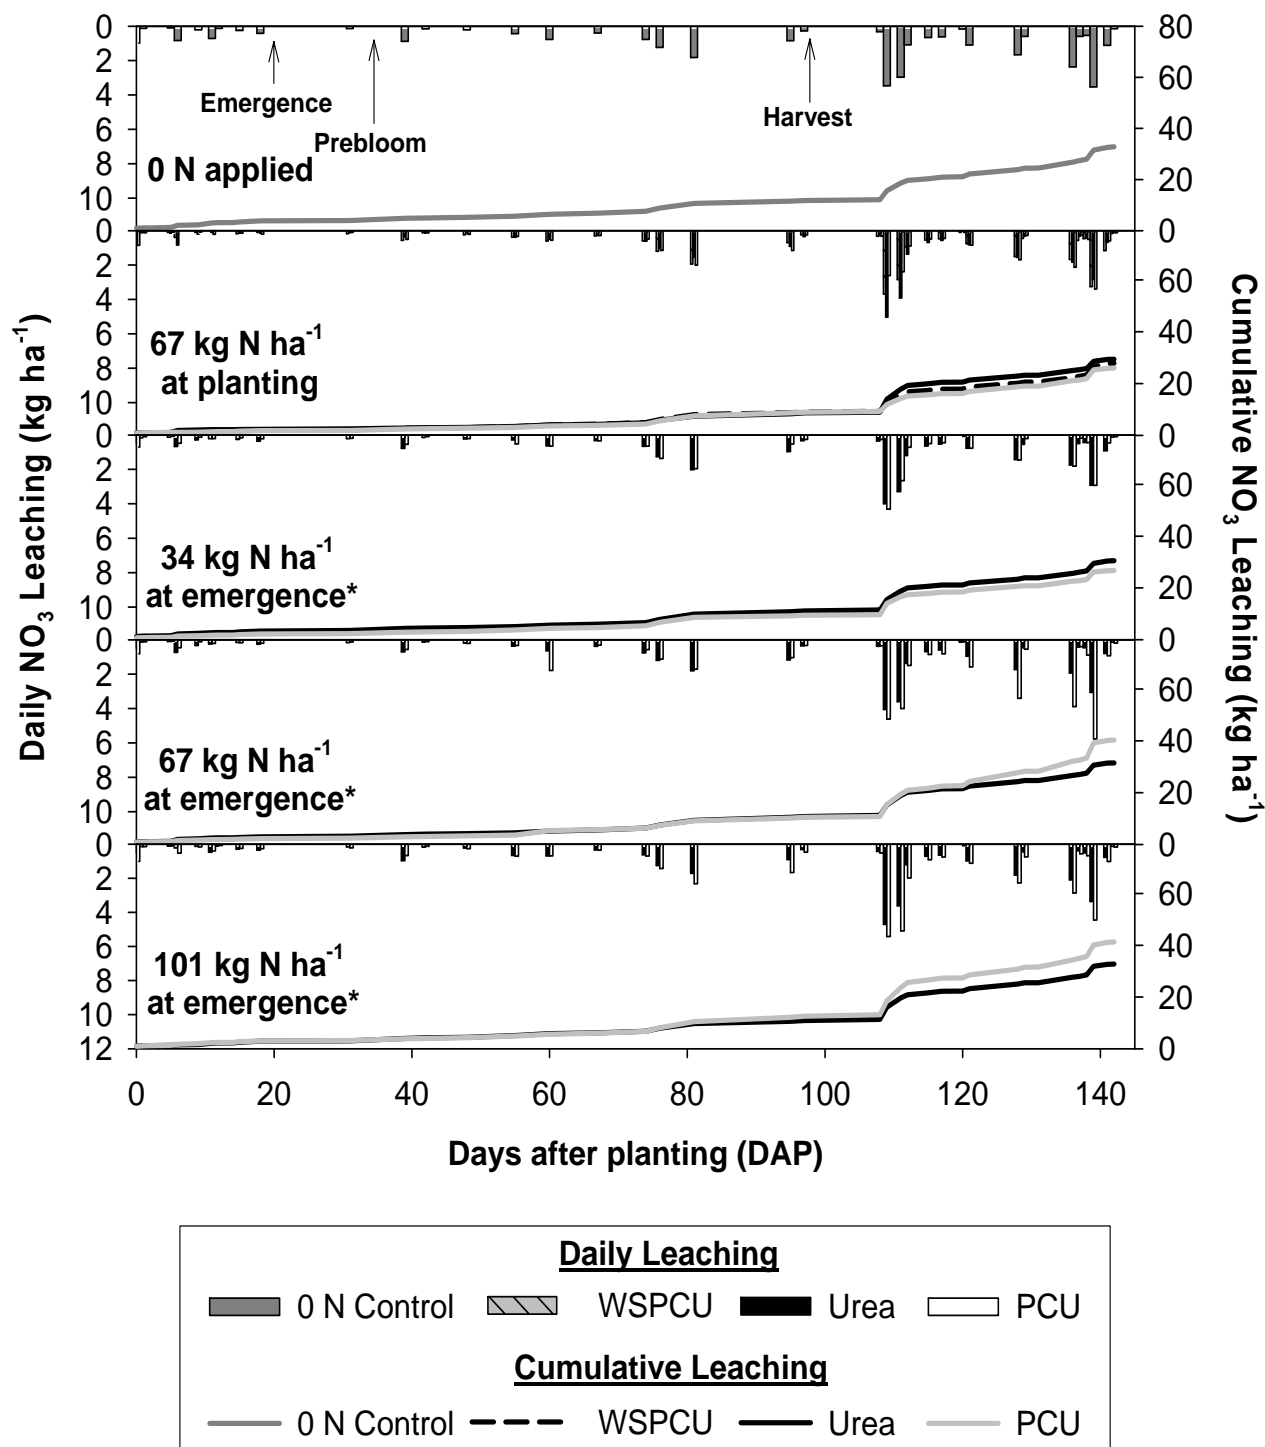 0
2
4
6
8
10
0
80
60
40
20
0
Emergence
Prebloom
Harvest
0 N applied
2
4
6
8
10
0
60
40
20
0
67 kg N ha⁻¹
at planting
2
4
6
8
10
0
60
40
20
0
34 kg N ha⁻¹
at emergence*
2
4
6
8
10
0
60
40
20
0
67 kg N ha⁻¹
at emergence*
2
4
6
8
10
12
60
40
20
0
101 kg N ha⁻¹
at emergence*
Daily NO₃ Leaching (kg ha⁻¹)
Cumulative NO₃ Leaching (kg ha⁻¹)
0 20 40 60 80 100 120 140
Days after planting (DAP)
Daily Leaching
0 N Control WSPCU Urea PCU
Cumulative Leaching
0 N Control WSPCU Urea PCU